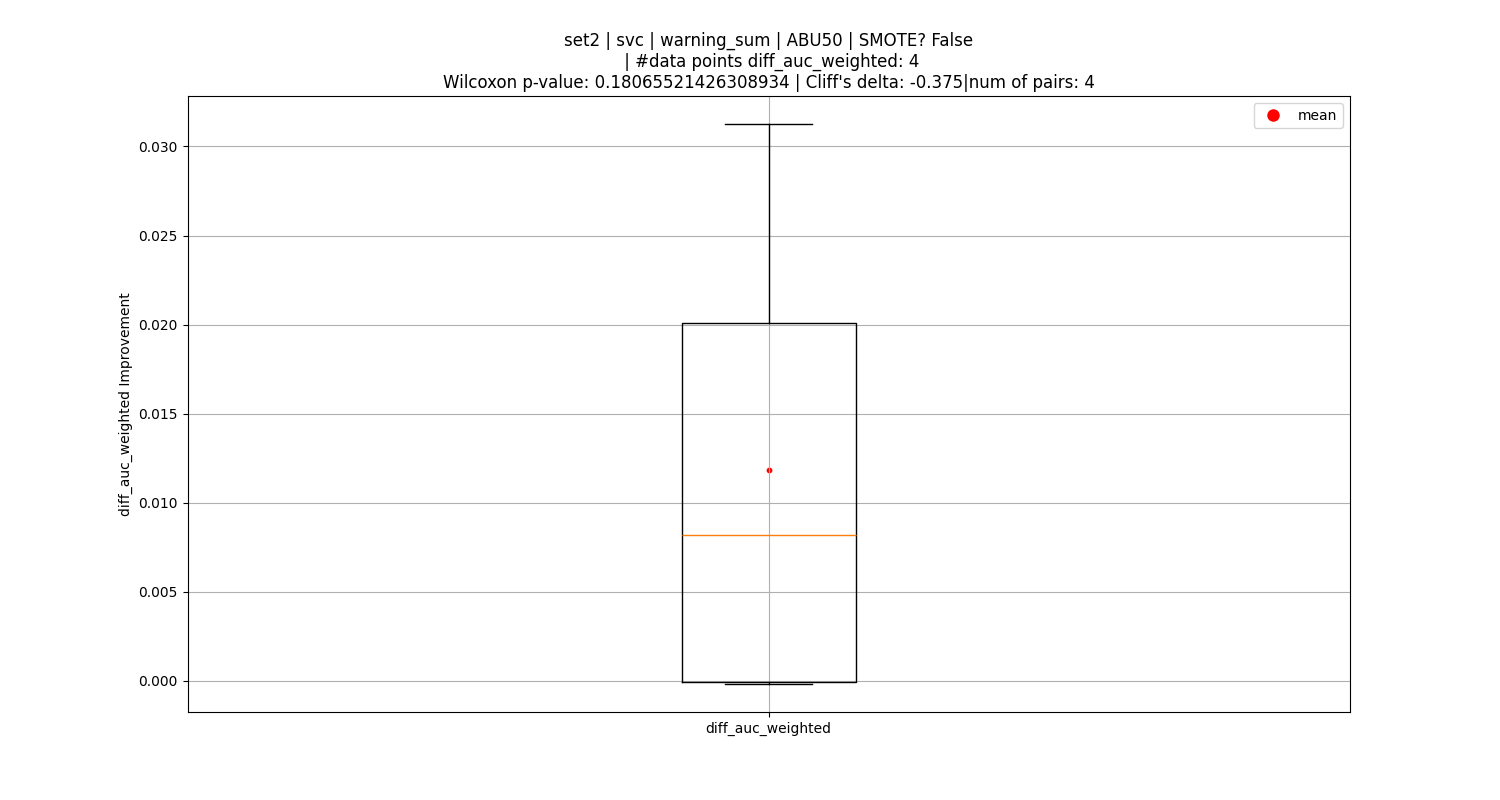 set2 | svc | warning_sum | ABU50 | SMOTE? False
| #data points diff_auc_weighted: 4
Wilcoxon p-value: 0.18065521426308934 | Cliff's delta: -0.375|num of pairs: 4
mean
0.030
0.025
0.020
0.015
0.010
0.005
0.000
diff_auc_weighted Improvement
diff_auc_weighted